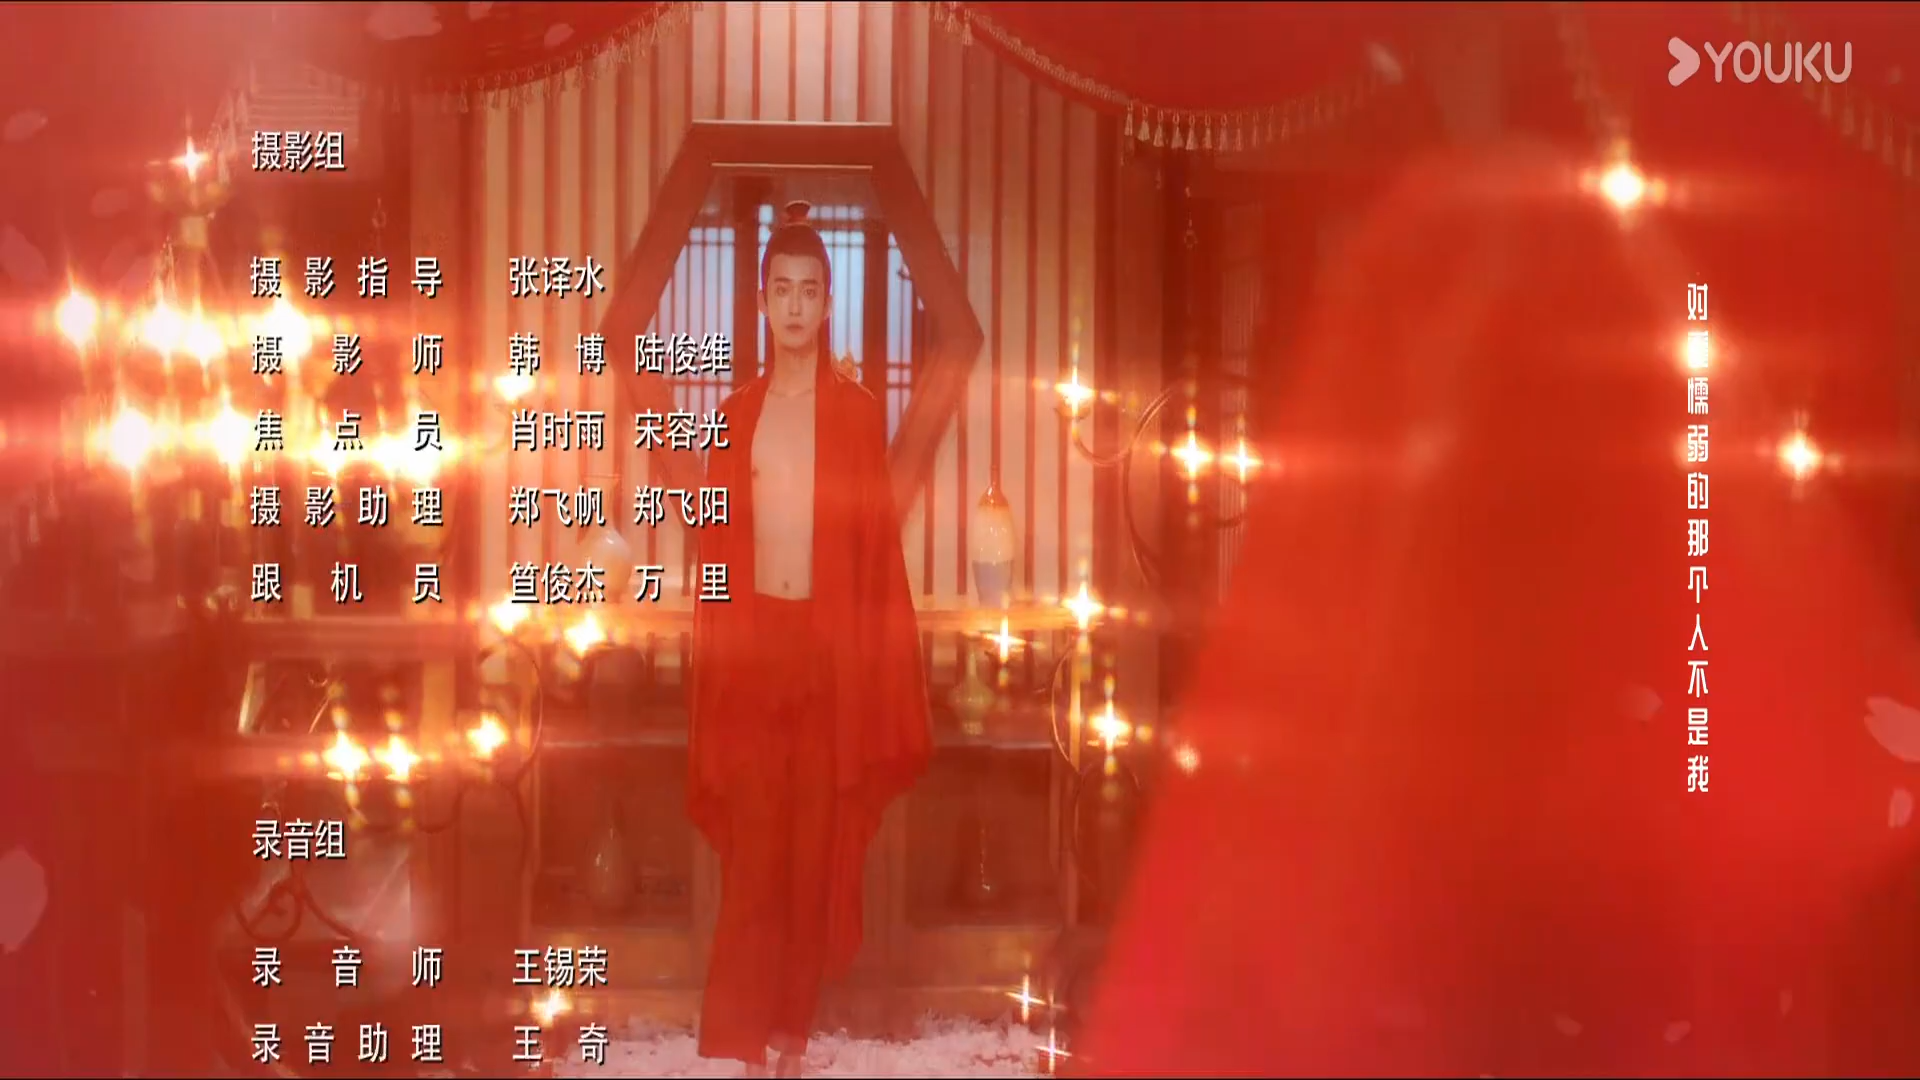 YOUKU
摄影组
摄影指导 张译水
摄影师 韩博 陆俊维
焦点员 肖时雨 宋容光
摄影助理 郑飞帆 郑飞阳
跟机员 笪俊杰 万里
录音组
录音师 王锡荣
录音助理 王奇
对着懦弱的那个人不是我